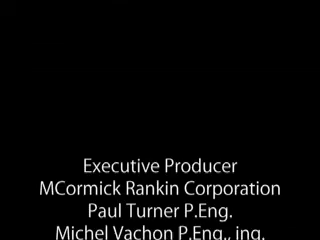 Executive Producer
MCormick Rankin Corporation
Paul Turner P.Eng.
Michel Vachon P.Eng., ing.